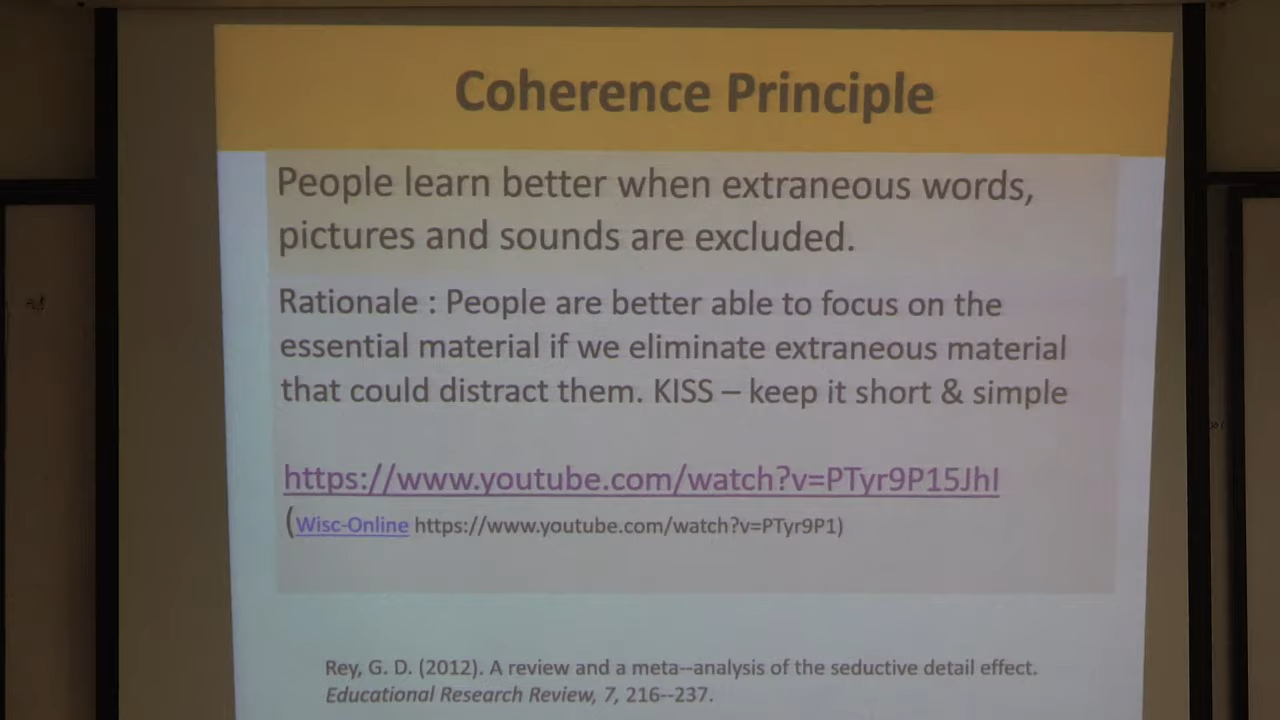 Coherence Principle
People learn better when extraneous words,
pictures and sounds are excluded.
Rationale : People are better able to focus on the
essential material if we eliminate extraneous material
that could distract them. KISS – keep it short & simple
https://www.youtube.com/watch?v=PTyr9P15JhI
(Wisc-Online https://www.youtube.com/watch?v=PTyr9P1)
Rey, G. D. (2012). A review and a meta--analysis of the seductive detail effect.
Educational Research Review, 7, 216--237.